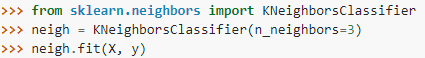 >>> from sklearn.neighbors import KNeighborsClassifier
>>> neigh = KNeighborsClassifier(n_neighbors=3)
>>> neigh.fit(X, y)